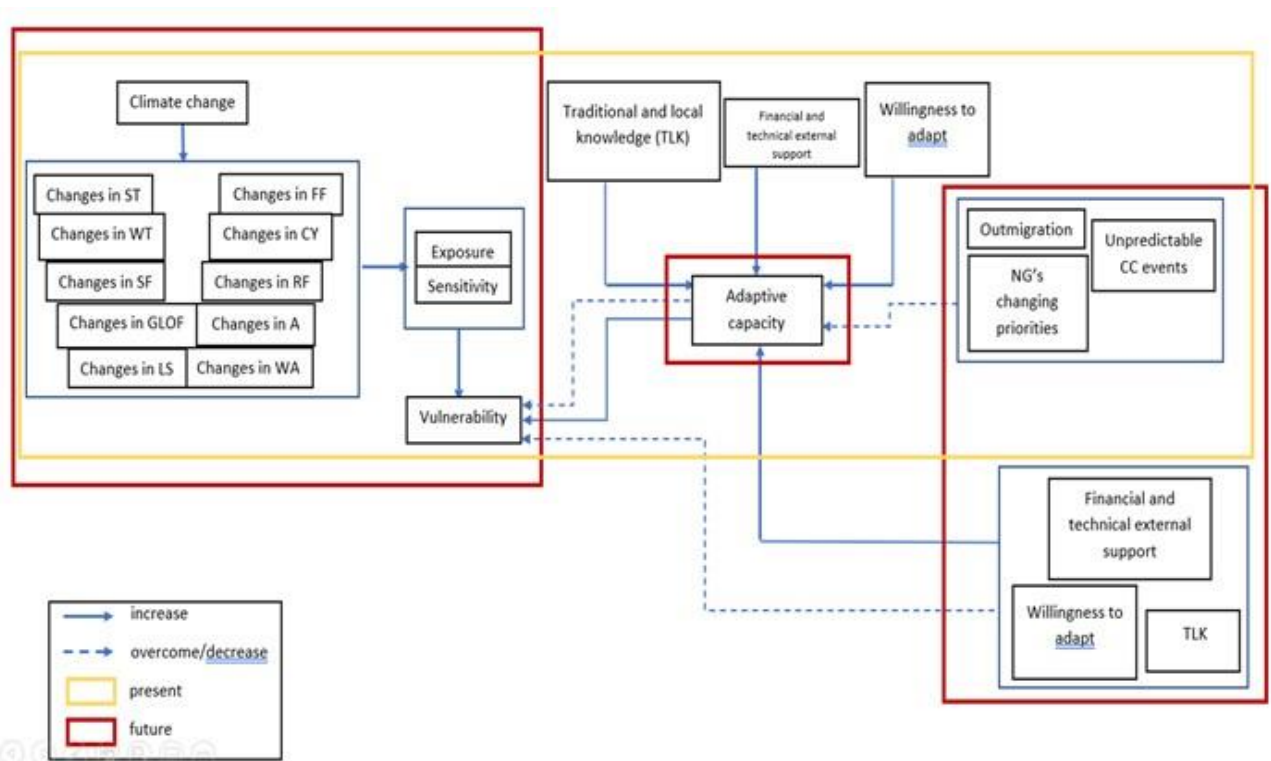 Climate change
Changes in ST
Changes in FF
Changes in WT
Changes in CY
Changes in SF
Changes in RF
Changes in GLOF
Changes in A
Changes in LS
Changes in WA
Exposure
Sensitivity
Vulnerability
Traditional and local
knowledge (TLK)
Financial and
technical external
support
Willingness to
adapt
Adaptive
capacity
Outmigration
Unpredictable
CC events
NG's
changing
priorities
Financial and
technical external
support
Willingness to
adapt
TLK
increase
overcome/decrease
present
future